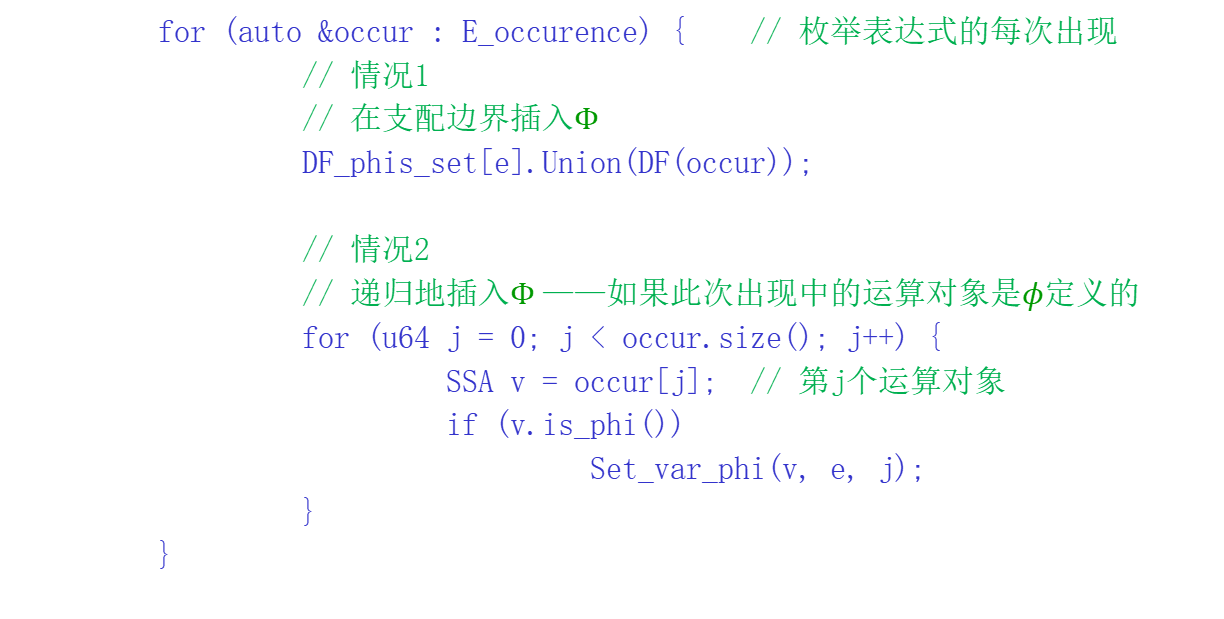 for (auto &occur : E_occurence) {    // 枚举表达式的每次出现
// 情况1
// 在支配边界插入Φ
DF_phis_set[e].Union(DF(occur));
// 情况2
// 递归地插入Φ ——如果此次出现中的运算对象是ϕ定义的
for (u64 j = 0; j < occur.size(); j++) {
SSA v = occur[j];  // 第j个运算对象
if (v.is_phi())
Set_var_phi(v, e, j);
}
}